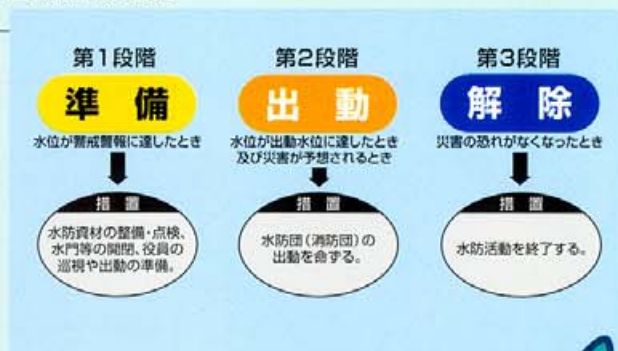 第1段階
準 備
水位が警戒警報に達したとき
措 置
水防資材の整備・点検、
水門等の開閉、役員の
巡視や出動の準備。
第2段階
出 動
水位が出動水位に達したとき
及び災害が予想されるとき
措 置
水防団(消防団)の
出動を命ずる。
第3段階
解 除
災害の恐れがなくなったとき
措 置
水防活動を終了する。